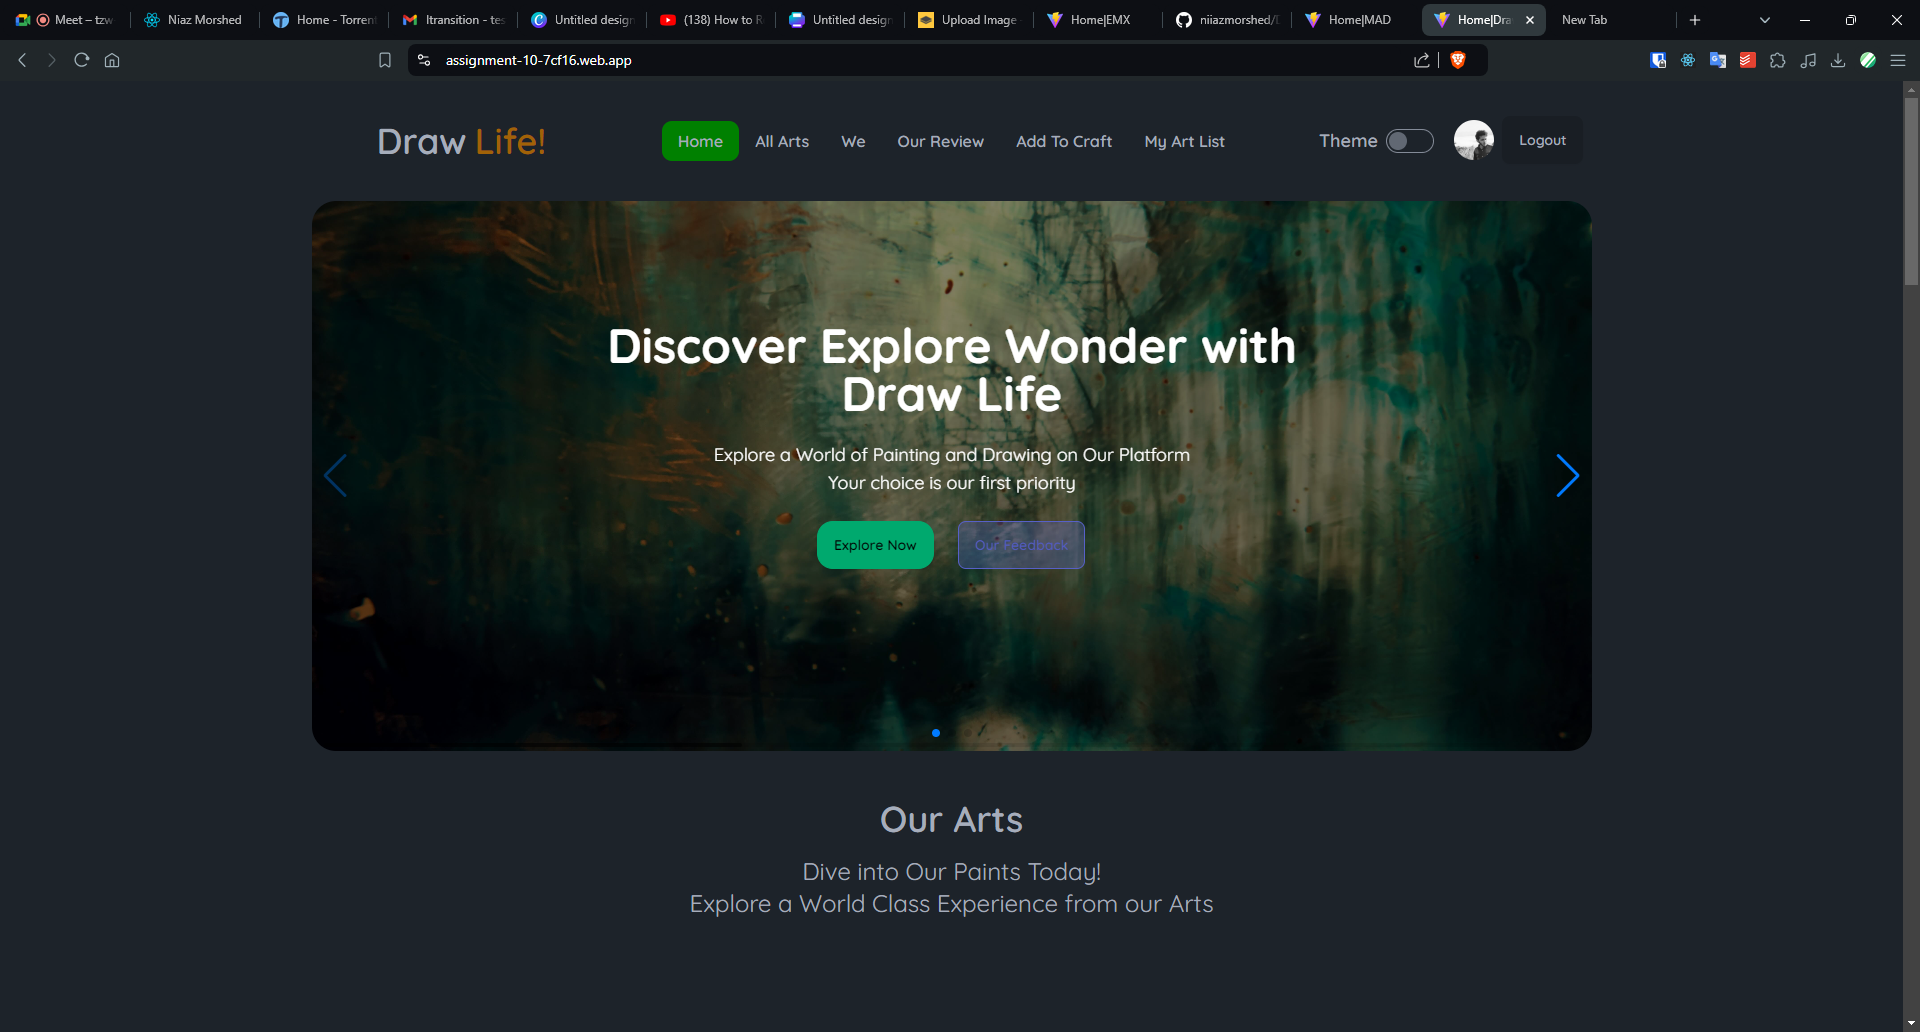 Meet – tzw
Niaz Morshed
Home - Torrent
Itransition - tes
Untitled design
(138) How to R
Untitled design
Upload Image
Home|EMX
niiazmorshed/
Home|MAD
Home|Dra
New Tab
assignment-10-7cf16.web.app
Draw Life!
Home
All Arts
We
Our Review
Add To Craft
My Art List
Theme
Logout
Discover Explore Wonder with
Draw Life
Explore a World of Painting and Drawing on Our Platform
Your choice is our first priority
Explore Now
Our Feedback
Our Arts
Dive into Our Paints Today!
Explore a World Class Experience from our Arts